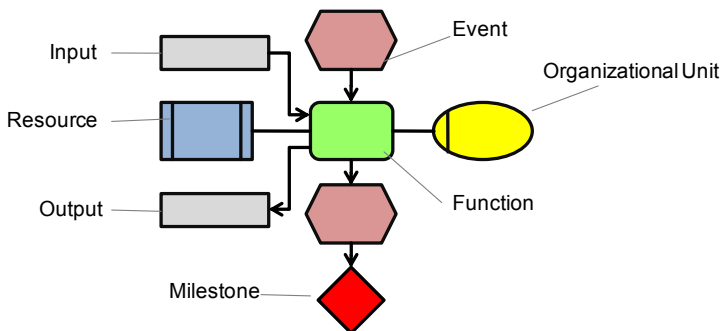 Input
Event
Organizational Unit
Resource
Output
Function
Milestone